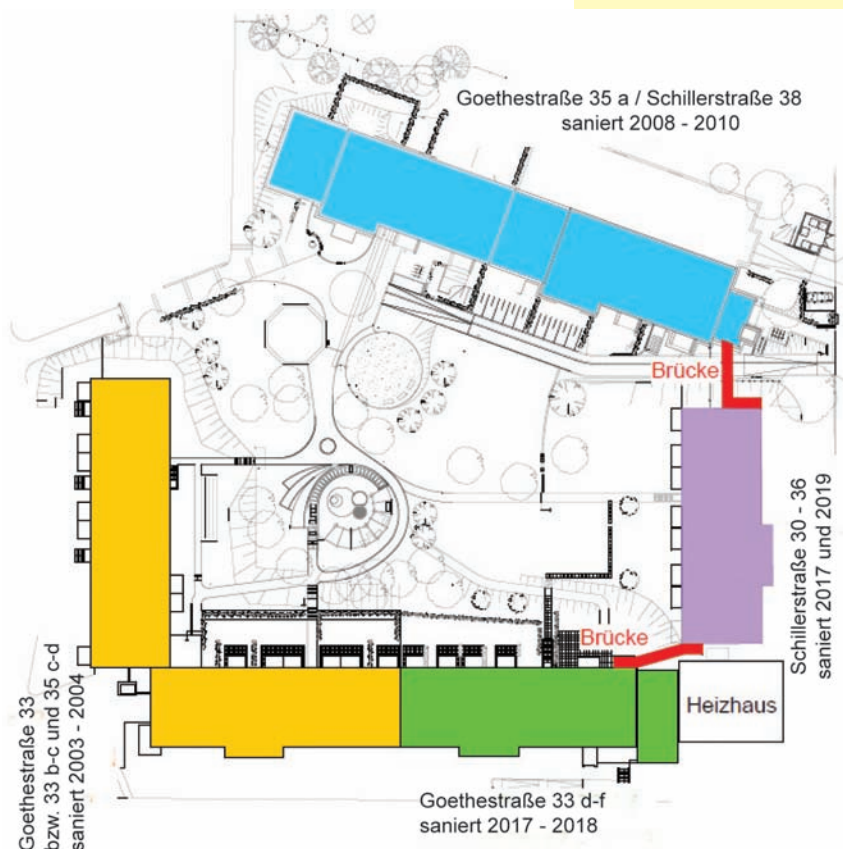 Goethestraße 35 a / Schillerstraße 38
saniert 2008 - 2010
Brücke
Schillerstraße 30 - 36
saniert 2017 und 2019
Brücke
Heizhaus
Goethestraße 33
bzw. 33 b-c und 35 c-d
saniert 2003 - 2004
Goethestraße 33 d-f
saniert 2017 - 2018